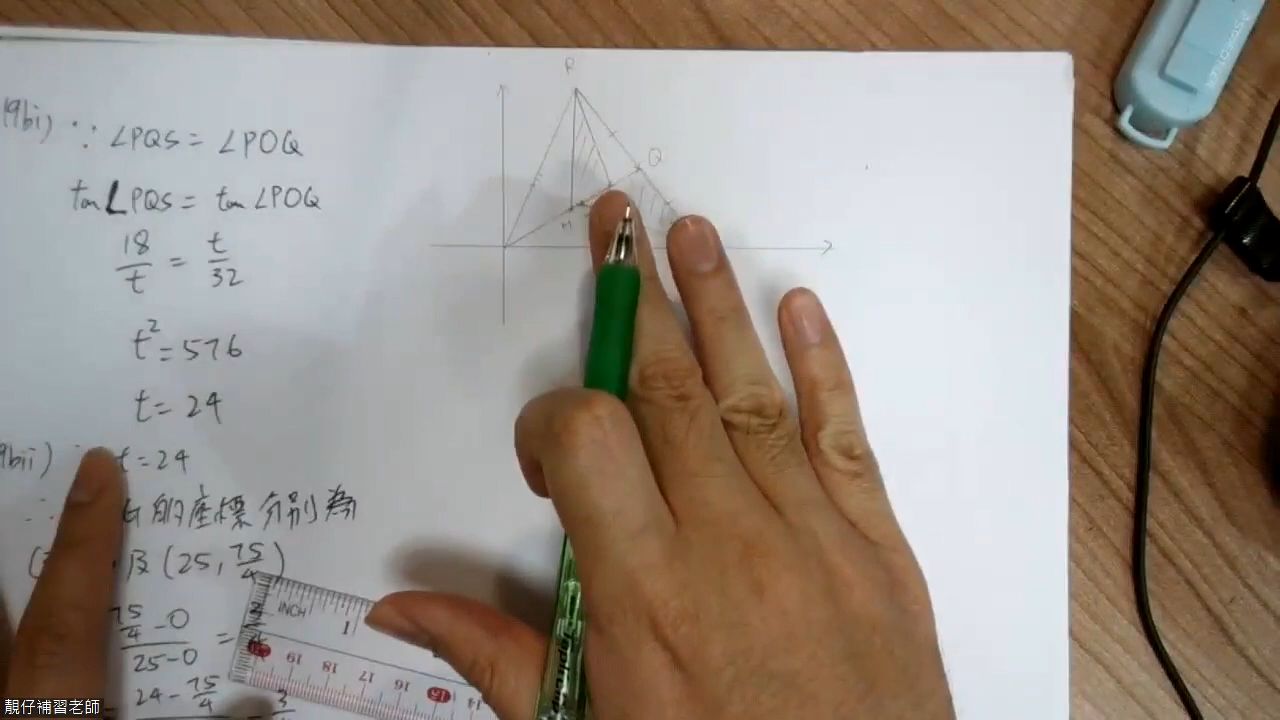 19bi) ∵ ∠PQS = ∠POQ
tan∠PQS = tan∠POQ
18/t = t/32
t² = 576
t = 24
9bii) t = 24
∴ G的座標分別為
及 (25, 75/4)
75/4 - 0
25 - 0
=
24 - 75/4
3
R
Q
M
INCH 1
19 18 17 16 15 14
靚仔補習老師